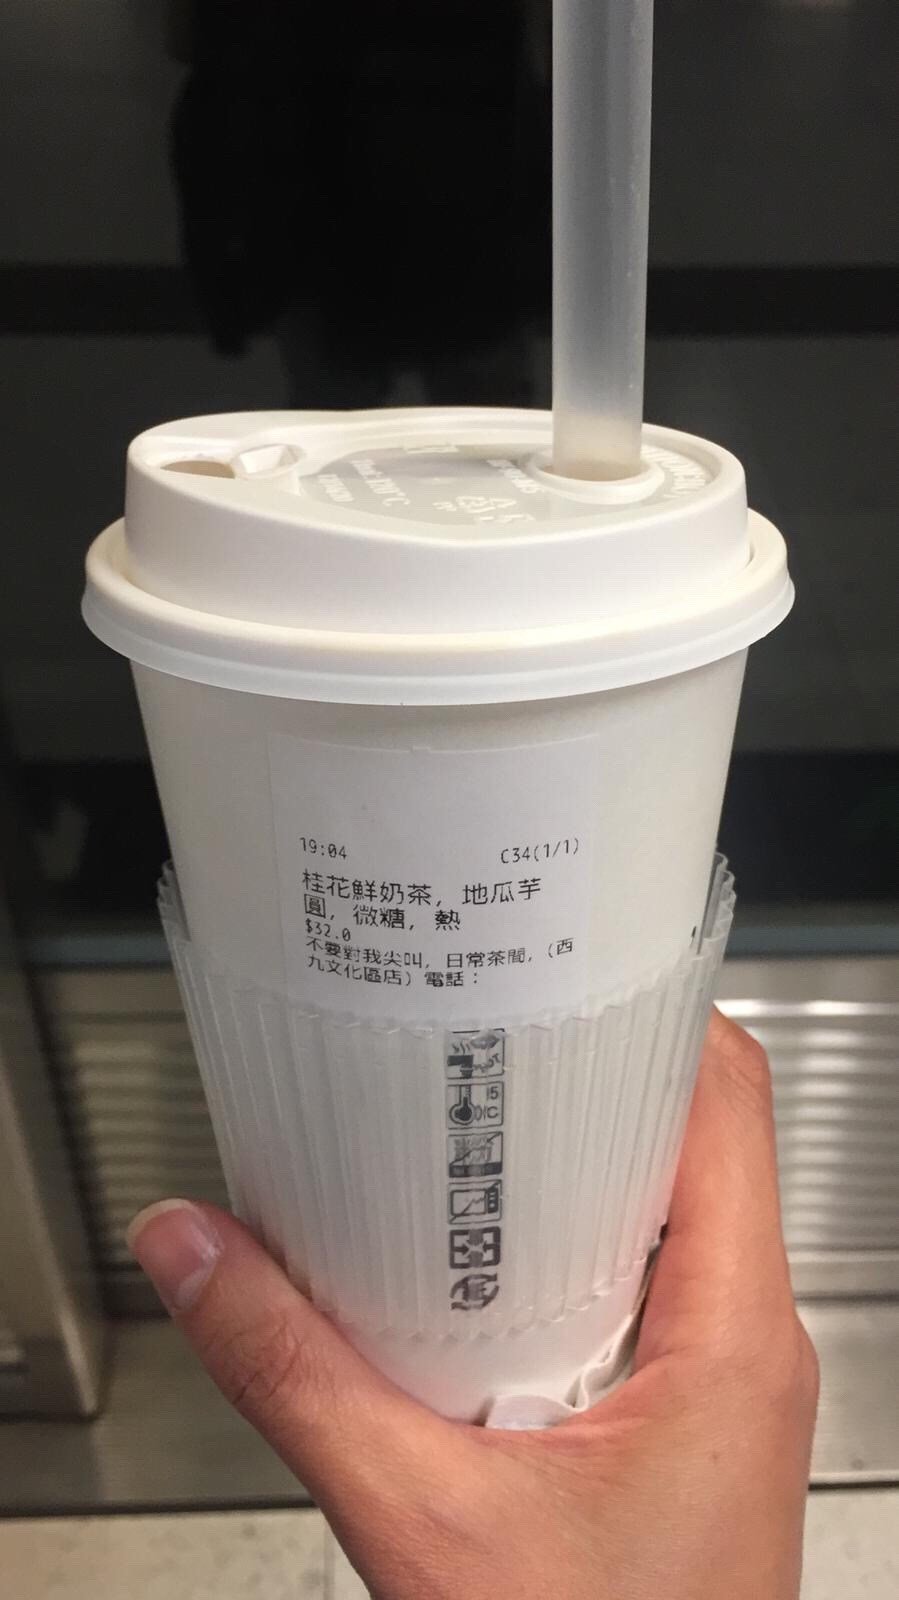 19:04 C34(1/1)
桂花鮮奶茶, 地瓜芋
圓, 微糖, 熱
$32.0
不要對我尖叫, 日常茶間, (西
九文化區店) 電話: